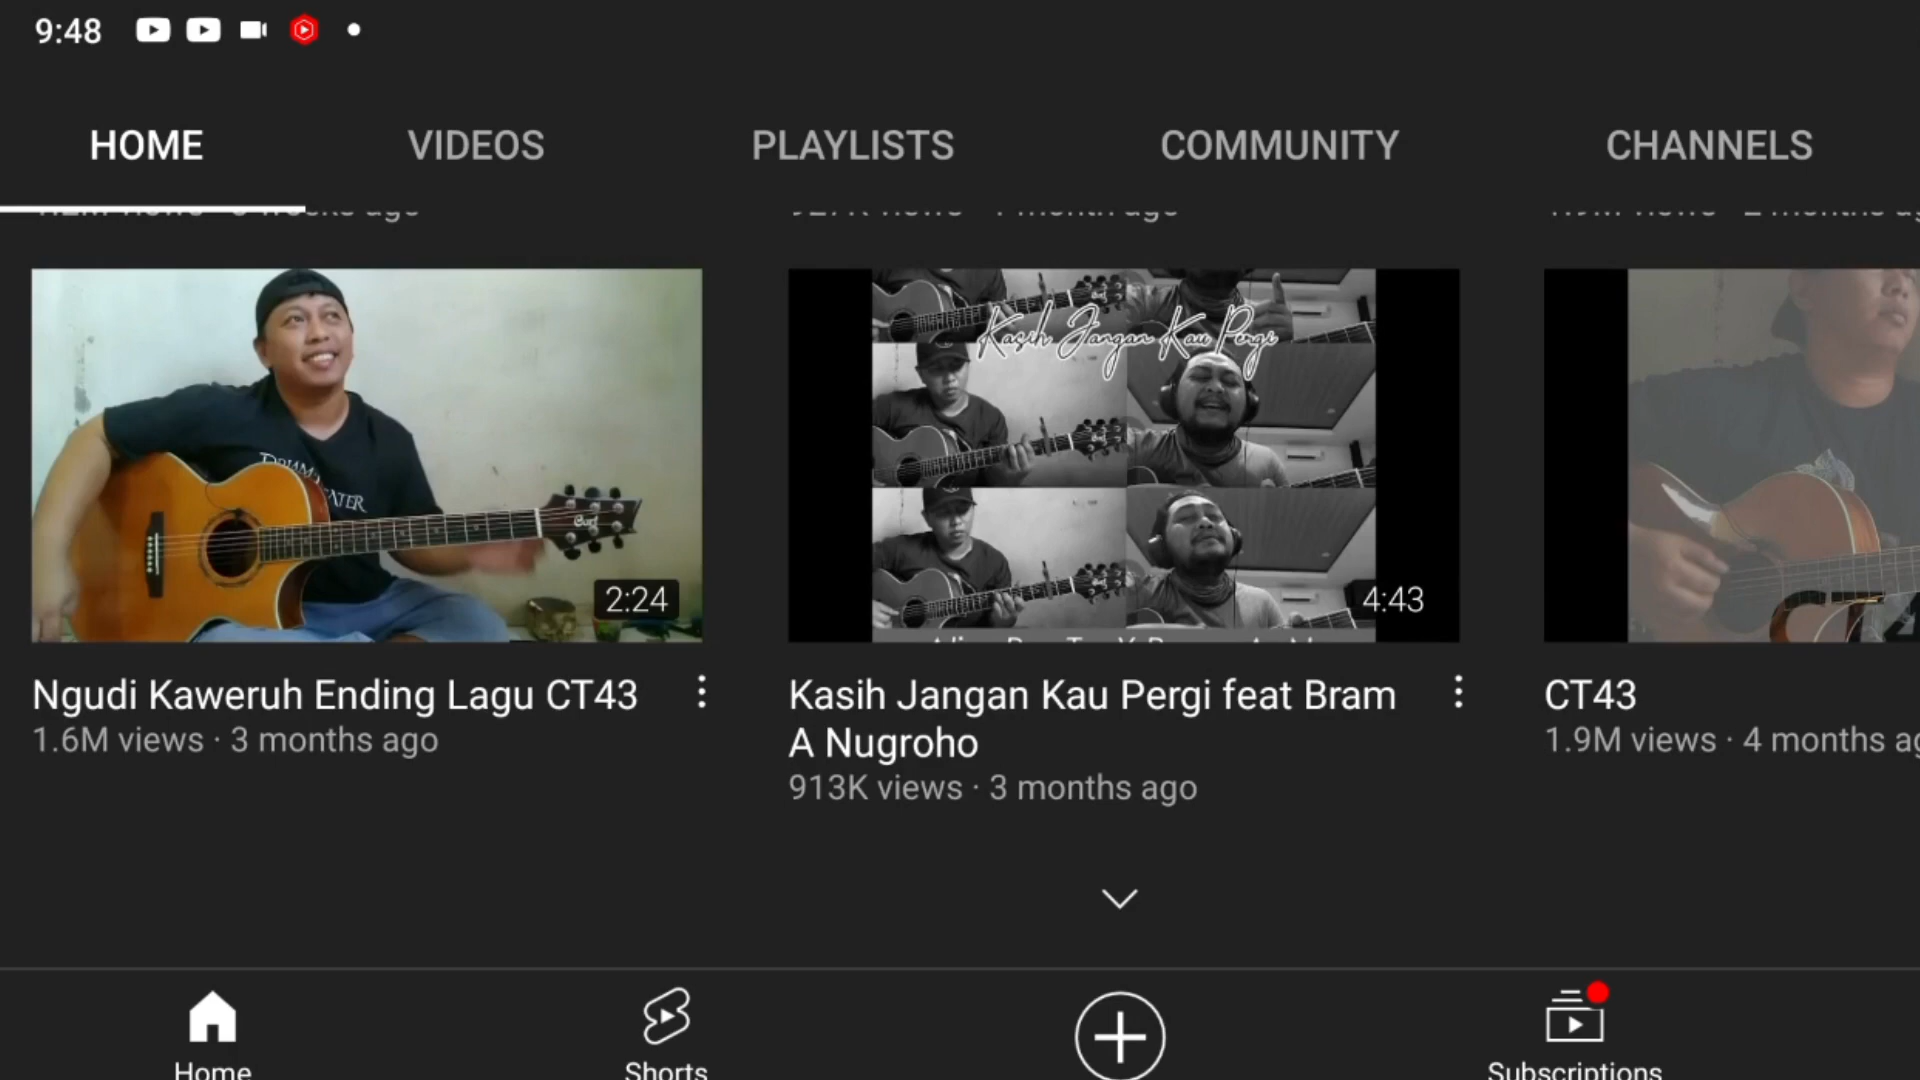 9:48
HOME VIDEOS PLAYLISTS COMMUNITY CHANNELS
Kasih Jangan Kau Pergi
Cort
2:24
4:43
Ngudi Kaweruh Ending Lagu CT43
1.6M views · 3 months ago
Kasih Jangan Kau Pergi feat Bram
A Nugroho
913K views · 3 months ago
CT43
1.9M views · 4 months ag
Home Shorts Subscriptions